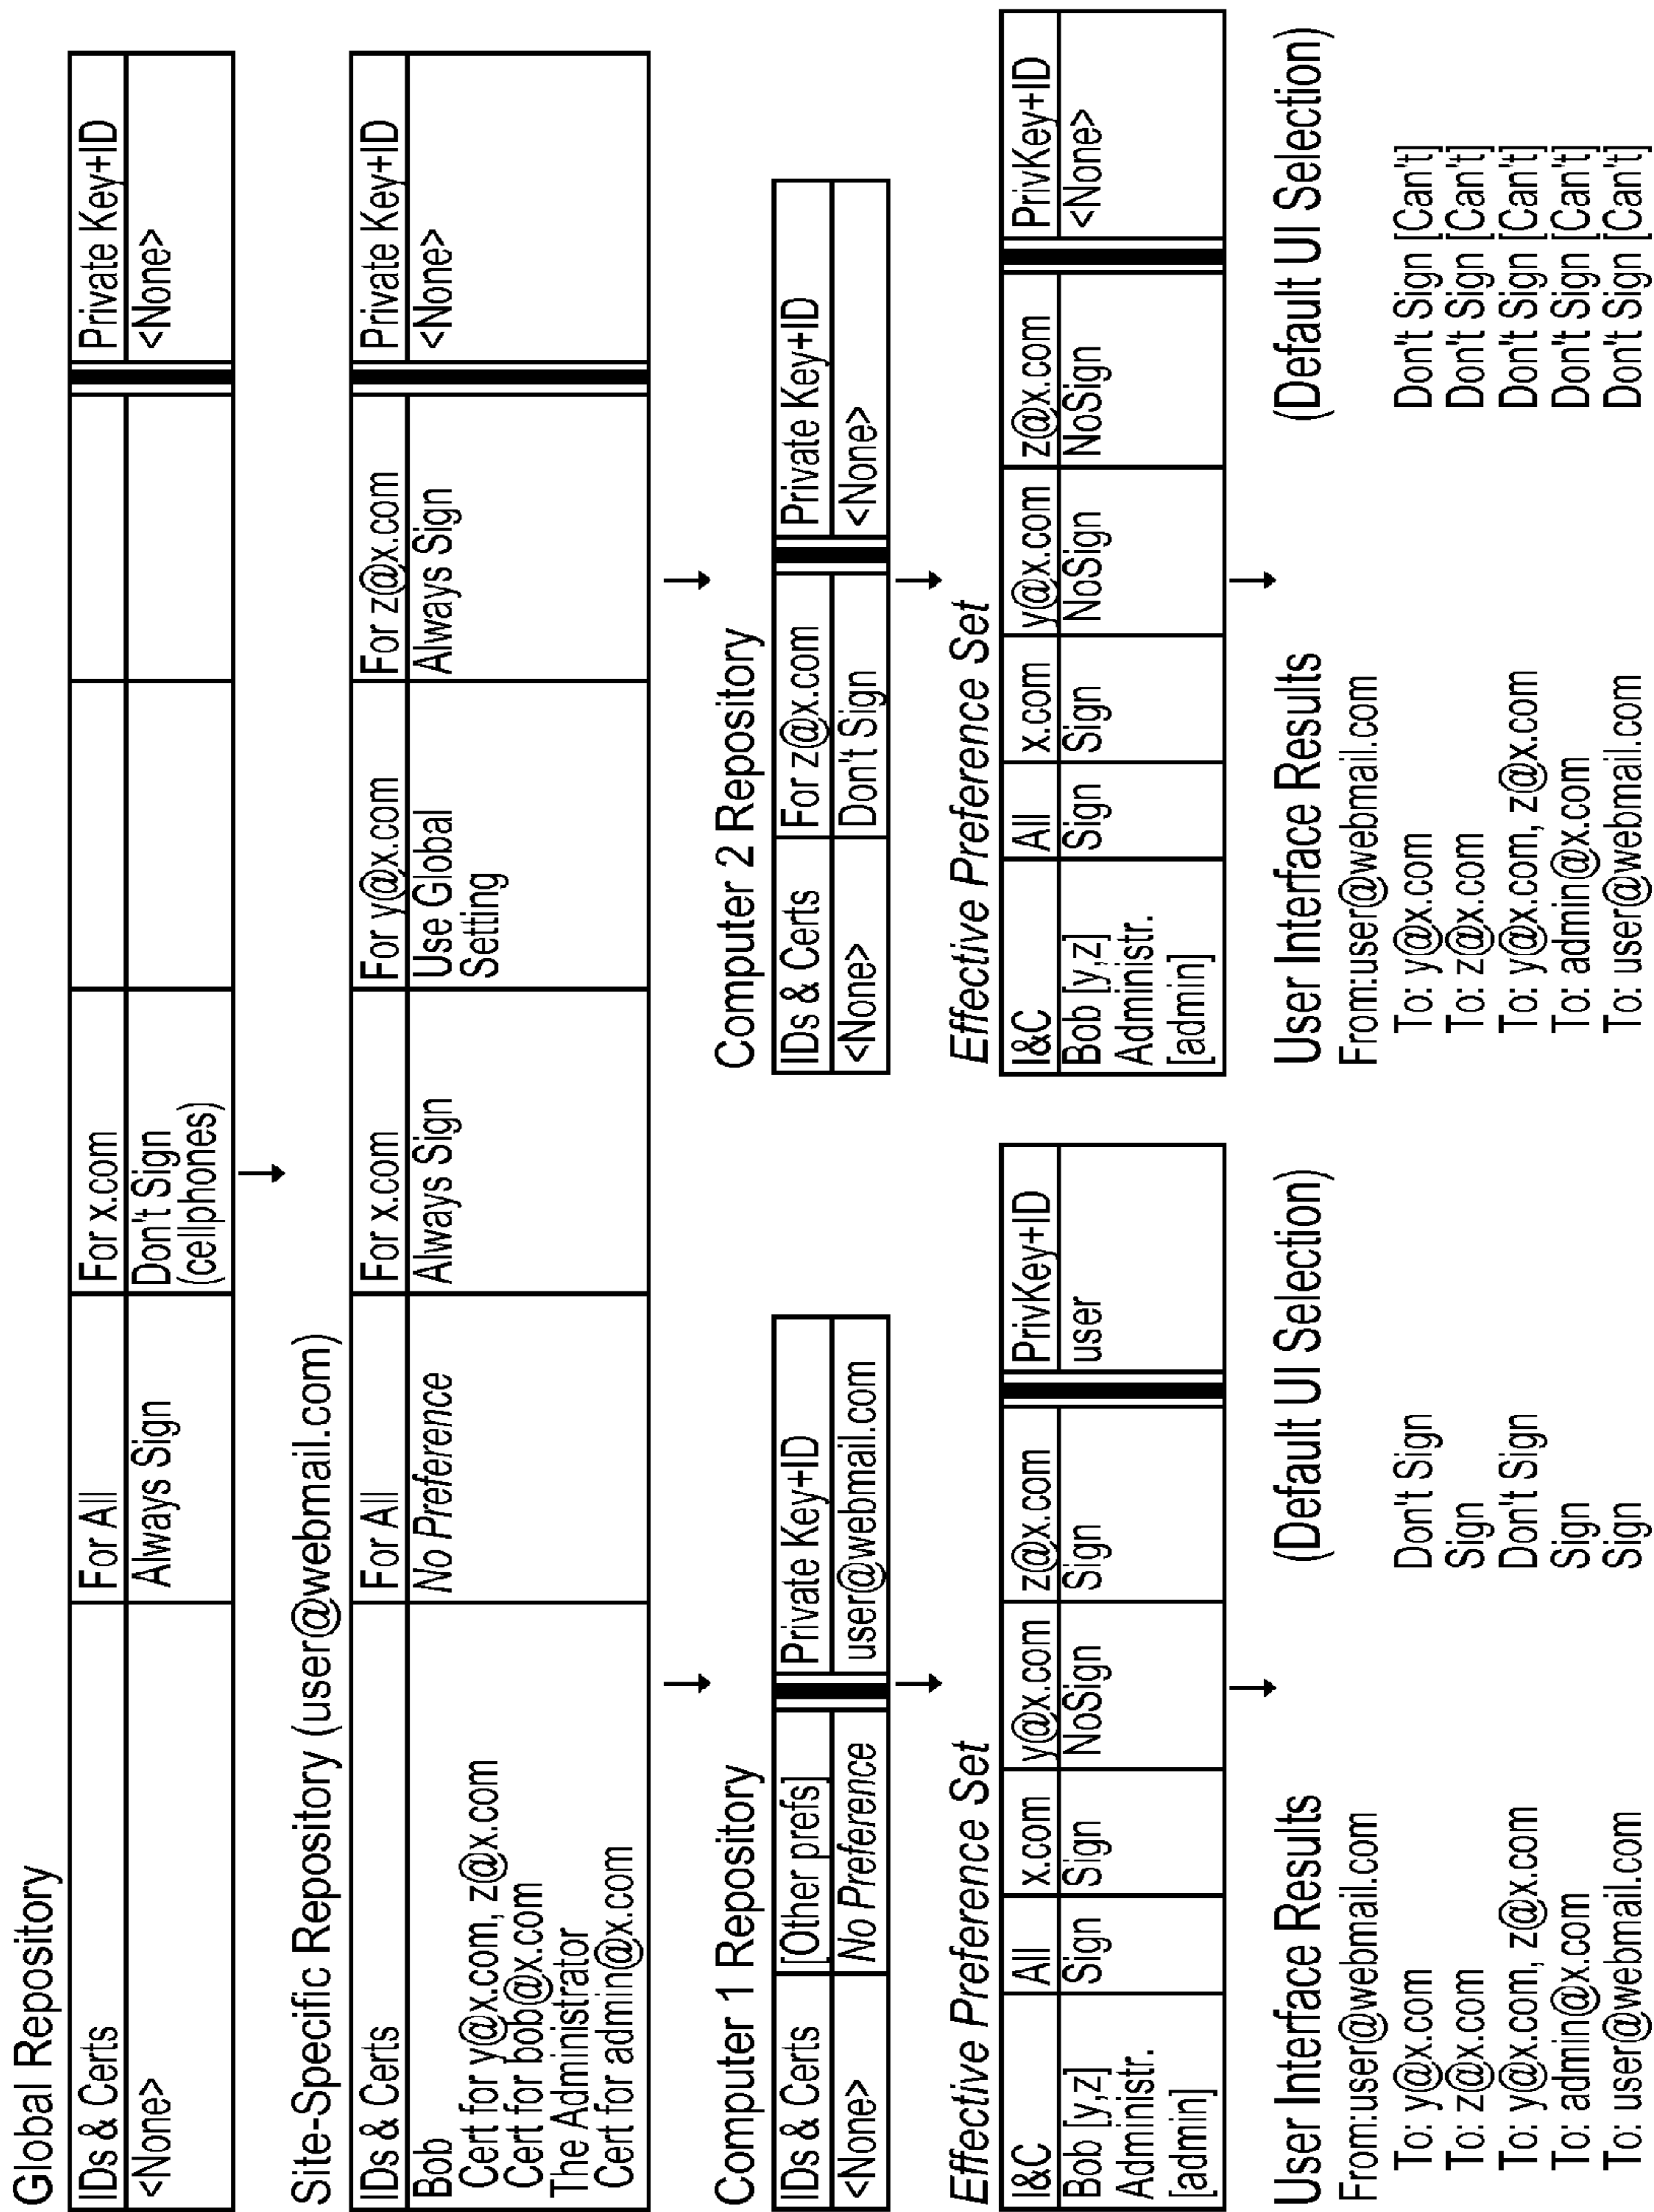 Global Repository
IDs & Certs For All For x.com Private Key+ID
<None> Always Sign Don't Sign <None>
(cellphones)
Site-Specific Repository (user@webmail.com)
IDs & Certs For All For x.com For y@x.com For z@x.com Private Key+ID
Bob No Preference Always Sign Use Global Always Sign <None>
Cert for y@x.com, z@x.com Setting
Cert for bob@x.com
The Administrator
Cert for admin@x.com
Computer 1 Repository
IDs & Certs [Other prefs] Private Key+ID
<None> No Preference user@webmail.com
Effective Preference Set
I&C All x.com y@x.com z@x.com PrivKey+ID
Bob [y,z] Sign Sign NoSign Sign user
Administr.
[admin]
User Interface Results (Default UI Selection)
From:user@webmail.com
To: y@x.com Don't Sign
To: z@x.com Sign
To: y@x.com, z@x.com Don't Sign
To: admin@x.com Sign
To: user@webmail.com Sign
Computer 2 Repository
IDs & Certs For z@x.com Private Key+ID
<None> Don't Sign <None>
Effective Preference Set
I&C All x.com y@x.com z@x.com PrivKey+ID
Bob [y,z] Sign Sign NoSign NoSign <None>
Administr.
[admin]
User Interface Results (Default UI Selection)
From:user@webmail.com
To: y@x.com Don't Sign [Can't]
To: z@x.com Don't Sign [Can't]
To: y@x.com, z@x.com Don't Sign [Can't]
To: admin@x.com Don't Sign [Can't]
To: user@webmail.com Don't Sign [Can't]